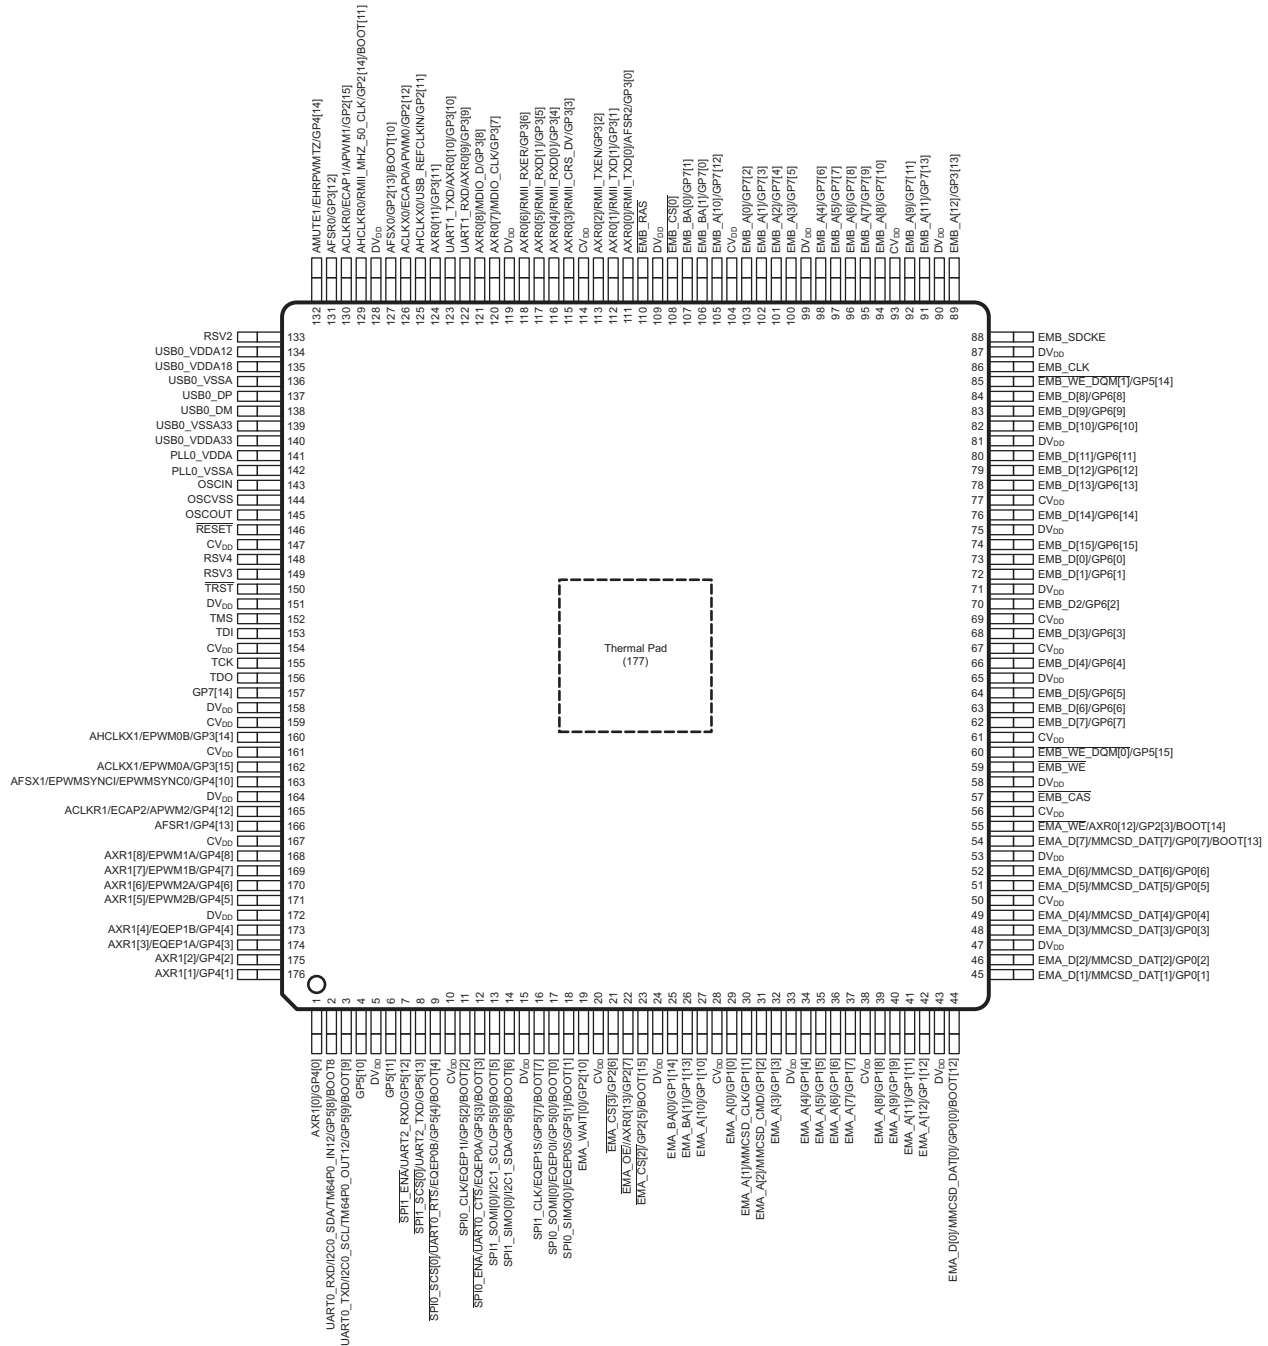 AMUTE1/EHRPWMTZ/GP4[14]
AFSR0/GP3[12]
ACLKR0/ECAP1/APWM1/GP2[15]
AHCLKR0/RMII_MHZ_50_CLK/GP2[14]/BOOT[11]
DVDD
AFSX0/GP2[13]/BOOT[10]
ACLKX0/ECAP0/APWM0/GP2[12]
AHCLKX0/USB_REFCLKIN/GP2[11]
AXR0[11]/GP3[11]
UART1_TXD/AXR0[10]/GP3[10]
UART1_RXD/AXR0[9]/GP3[9]
AXR0[8]/MDIO_D/GP3[8]
AXR0[7]/MDIO_CLK/GP3[7]
DVDD
AXR0[6]/RMII_RXER/GP3[6]
AXR0[5]/RMII_RXD[1]/GP3[5]
AXR0[4]/RMII_RXD[0]/GP3[4]
AXR0[3]/RMII_CRS_DV/GP3[3]
CVDD
AXR0[2]/RMII_TXEN/GP3[2]
AXR0[1]/RMII_TXD[1]/GP3[1]
AXR0[0]/RMII_TXD[0]/AFSR2/GP3[0]
EMB_RAS
DVDD
EMB_CS[0]
EMB_BA[0]/GP7[1]
EMB_BA[1]/GP7[0]
EMB_A[10]/GP7[12]
CVDD
EMB_A[0]/GP7[2]
EMB_A[1]/GP7[3]
EMB_A[2]/GP7[4]
EMB_A[3]/GP7[5]
DVDD
EMB_A[4]/GP7[6]
EMB_A[5]/GP7[7]
EMB_A[6]/GP7[8]
EMB_A[7]/GP7[9]
EMB_A[8]/GP7[10]
CVDD
EMB_A[9]/GP7[11]
EMB_A[11]/GP7[13]
DVDD
EMB_A[12]/GP3[13]
132 131 130 129 128 127 126 125 124 123 122 121 120 119 118 117 116 115 114 113 112 111 110 109 108 107 106 105 104 103 102 101 100 99 98 97 96 95 94 93 92 91 90 89
RSV2 133
USB0_VDDA12 134
USB0_VDDA18 135
USB0_VSSA 136
USB0_DP 137
USB0_DM 138
USB0_VSSA33 139
USB0_VDDA33 140
PLL0_VDDA 141
PLL0_VSSA 142
OSCIN 143
OSCVSS 144
OSCOUT 145
RESET 146
CVDD 147
RSV4 148
RSV3 149
TRST 150
DVDD 151
TMS 152
TDI 153
CVDD 154
TCK 155
TDO 156
GP7[14] 157
DVDD 158
CVDD 159
AHCLKX1/EPWM0B/GP3[14] 160
CVDD 161
ACLKX1/EPWM0A/GP3[15] 162
AFSX1/EPWMSYNCI/EPWMSYNC0/GP4[10] 163
DVDD 164
ACLKR1/ECAP2/APWM2/GP4[12] 165
AFSR1/GP4[13] 166
CVDD 167
AXR1[8]/EPWM1A/GP4[8] 168
AXR1[7]/EPWM1B/GP4[7] 169
AXR1[6]/EPWM2A/GP4[6] 170
AXR1[5]/EPWM2B/GP4[5] 171
DVDD 172
AXR1[4]/EQEP1B/GP4[4] 173
AXR1[3]/EQEP1A/GP4[3] 174
AXR1[2]/GP4[2] 175
AXR1[1]/GP4[1] 176
Thermal Pad
(177)
88 EMB_SDCKE
87 DVDD
86 EMB_CLK
85 EMB_WE_DQM[1]/GP5[14]
84 EMB_D[8]/GP6[8]
83 EMB_D[9]/GP6[9]
82 EMB_D[10]/GP6[10]
81 DVDD
80 EMB_D[11]/GP6[11]
79 EMB_D[12]/GP6[12]
78 EMB_D[13]/GP6[13]
77 CVDD
76 EMB_D[14]/GP6[14]
75 DVDD
74 EMB_D[15]/GP6[15]
73 EMB_D[0]/GP6[0]
72 EMB_D[1]/GP6[1]
71 DVDD
70 EMB_D2/GP6[2]
69 CVDD
68 EMB_D[3]/GP6[3]
67 CVDD
66 EMB_D[4]/GP6[4]
65 DVDD
64 EMB_D[5]/GP6[5]
63 EMB_D[6]/GP6[6]
62 EMB_D[7]/GP6[7]
61 CVDD
60 EMB_WE_DQM[0]/GP5[15]
59 EMB_WE
58 DVDD
57 EMB_CAS
56 CVDD
55 EMA_WE/AXR0[12]/GP2[3]/BOOT[14]
54 EMA_D[7]/MMCSD_DAT[7]/GP0[7]/BOOT[13]
53 DVDD
52 EMA_D[6]/MMCSD_DAT[6]/GP0[6]
51 EMA_D[5]/MMCSD_DAT[5]/GP0[5]
50 CVDD
49 EMA_D[4]/MMCSD_DAT[4]/GP0[4]
48 EMA_D[3]/MMCSD_DAT[3]/GP0[3]
47 DVDD
46 EMA_D[2]/MMCSD_DAT[2]/GP0[2]
45 EMA_D[1]/MMCSD_DAT[1]/GP0[1]
1 2 3 4 5 6 7 8 9 10 11 12 13 14 15 16 17 18 19 20 21 22 23 24 25 26 27 28 29 30 31 32 33 34 35 36 37 38 39 40 41 42 43 44
AXR1[0]/GP4[0]
UART0_RXD/I2C0_SDA/TM64P0_IN12/GP5[8]/BOOT8
UART0_TXD/I2C0_SCL/TM64P0_OUT12/GP5[9]/BOOT[9]
GP5[10]
DVDD
GP5[11]
SPI1_ENA/UART2_RXD/GP5[12]
SPI1_SCS[0]/UART2_TXD/GP5[13]
SPI0_SCS[0]/UART0_RTS/EQEP0B/GP5[4]/BOOT[4]
CVDD
SPI0_CLK/EQEP1I/GP5[2]/BOOT[2]
SPI0_ENA/UART0_CTS/EQEP0A/GP5[3]/BOOT[3]
SPI1_SOMI[0]/I2C1_SCL/GP5[5]/BOOT[5]
SPI1_SIMO[0]/I2C1_SDA/GP5[6]/BOOT[6]
DVDD
SPI1_CLK/EQEP1S/GP5[7]/BOOT[7]
SPI0_SOMI[0]/EQEP0I/GP5[0]/BOOT[0]
SPI0_SIMO[0]/EQEP0S/GP5[1]/BOOT[1]
EMA_WAIT[0]/GP2[10]
CVDD
EMA_CS[3]/GP2[6]
EMA_OE//AXR0[13]/GP2[7]
EMA_CS[2]/GP2[5]/BOOT[15]
DVDD
EMA_BA[0]/GP1[14]
EMA_BA[1]/GP1[13]
EMA_A[10]/GP1[10]
CVDD
EMA_A[0]/GP1[0]
EMA_A[1]/MMCSD_CLK/GP1[1]
EMA_A[2]/MMCSD_CMD/GP1[2]
EMA_A[3]/GP1[3]
DVDD
EMA_A[4]/GP1[4]
EMA_A[5]/GP1[5]
EMA_A[6]/GP1[6]
EMA_A[7]/GP1[7]
CVDD
EMA_A[8]/GP1[8]
EMA_A[9]/GP1[9]
EMA_A[11]/GP1[11]
EMA_A[12]/GP1[12]
DVDD
EMA_D[0]/MMCSD_DAT[0]/GP0[0]/BOOT[12]